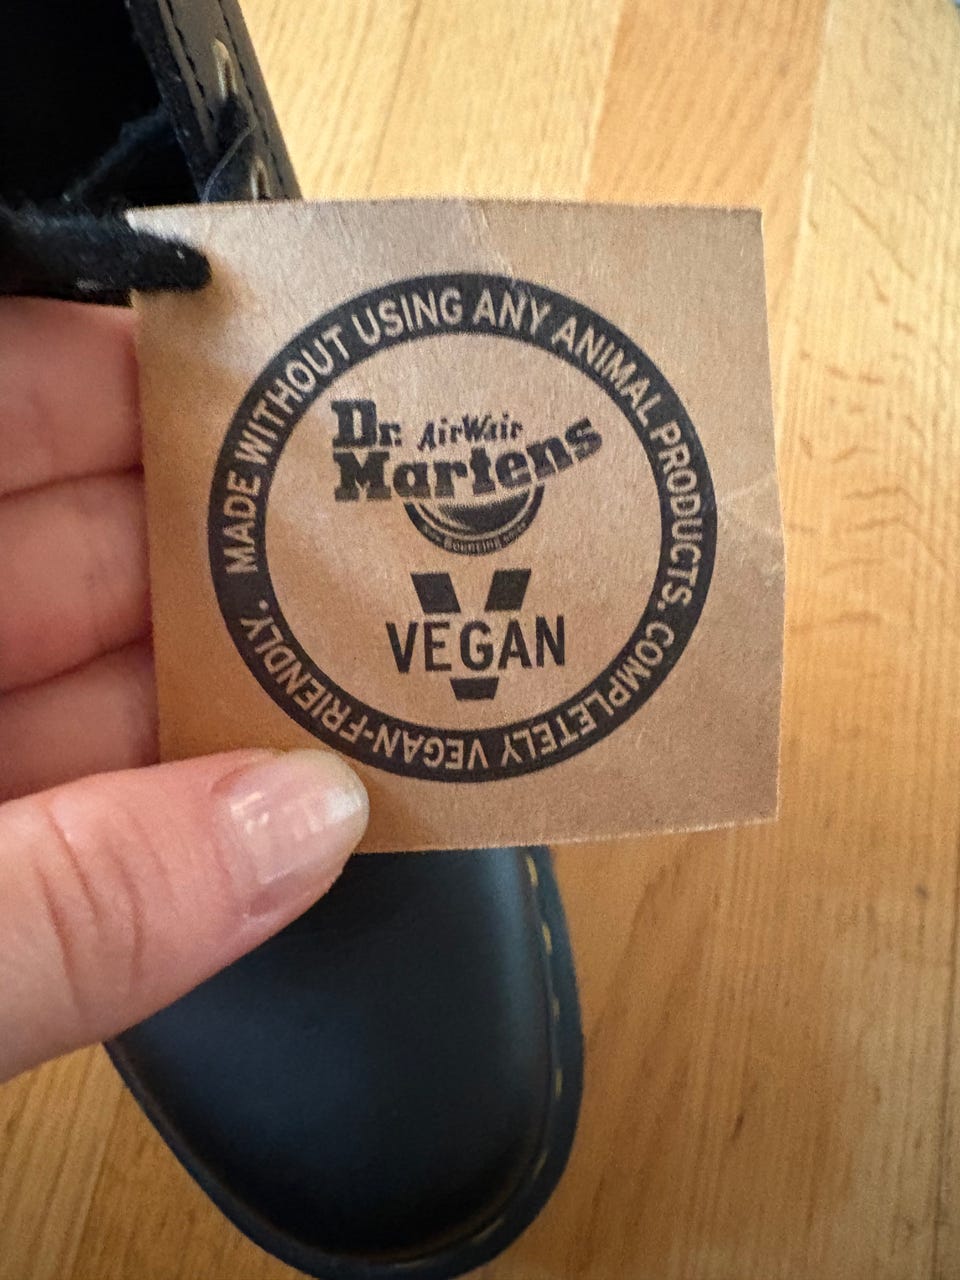 MADE WITHOUT USING ANY ANIMAL PRODUCTS.
COMPLETELY VEGAN-FRIENDLY.
Dr. AirWair
Martens
VEGAN